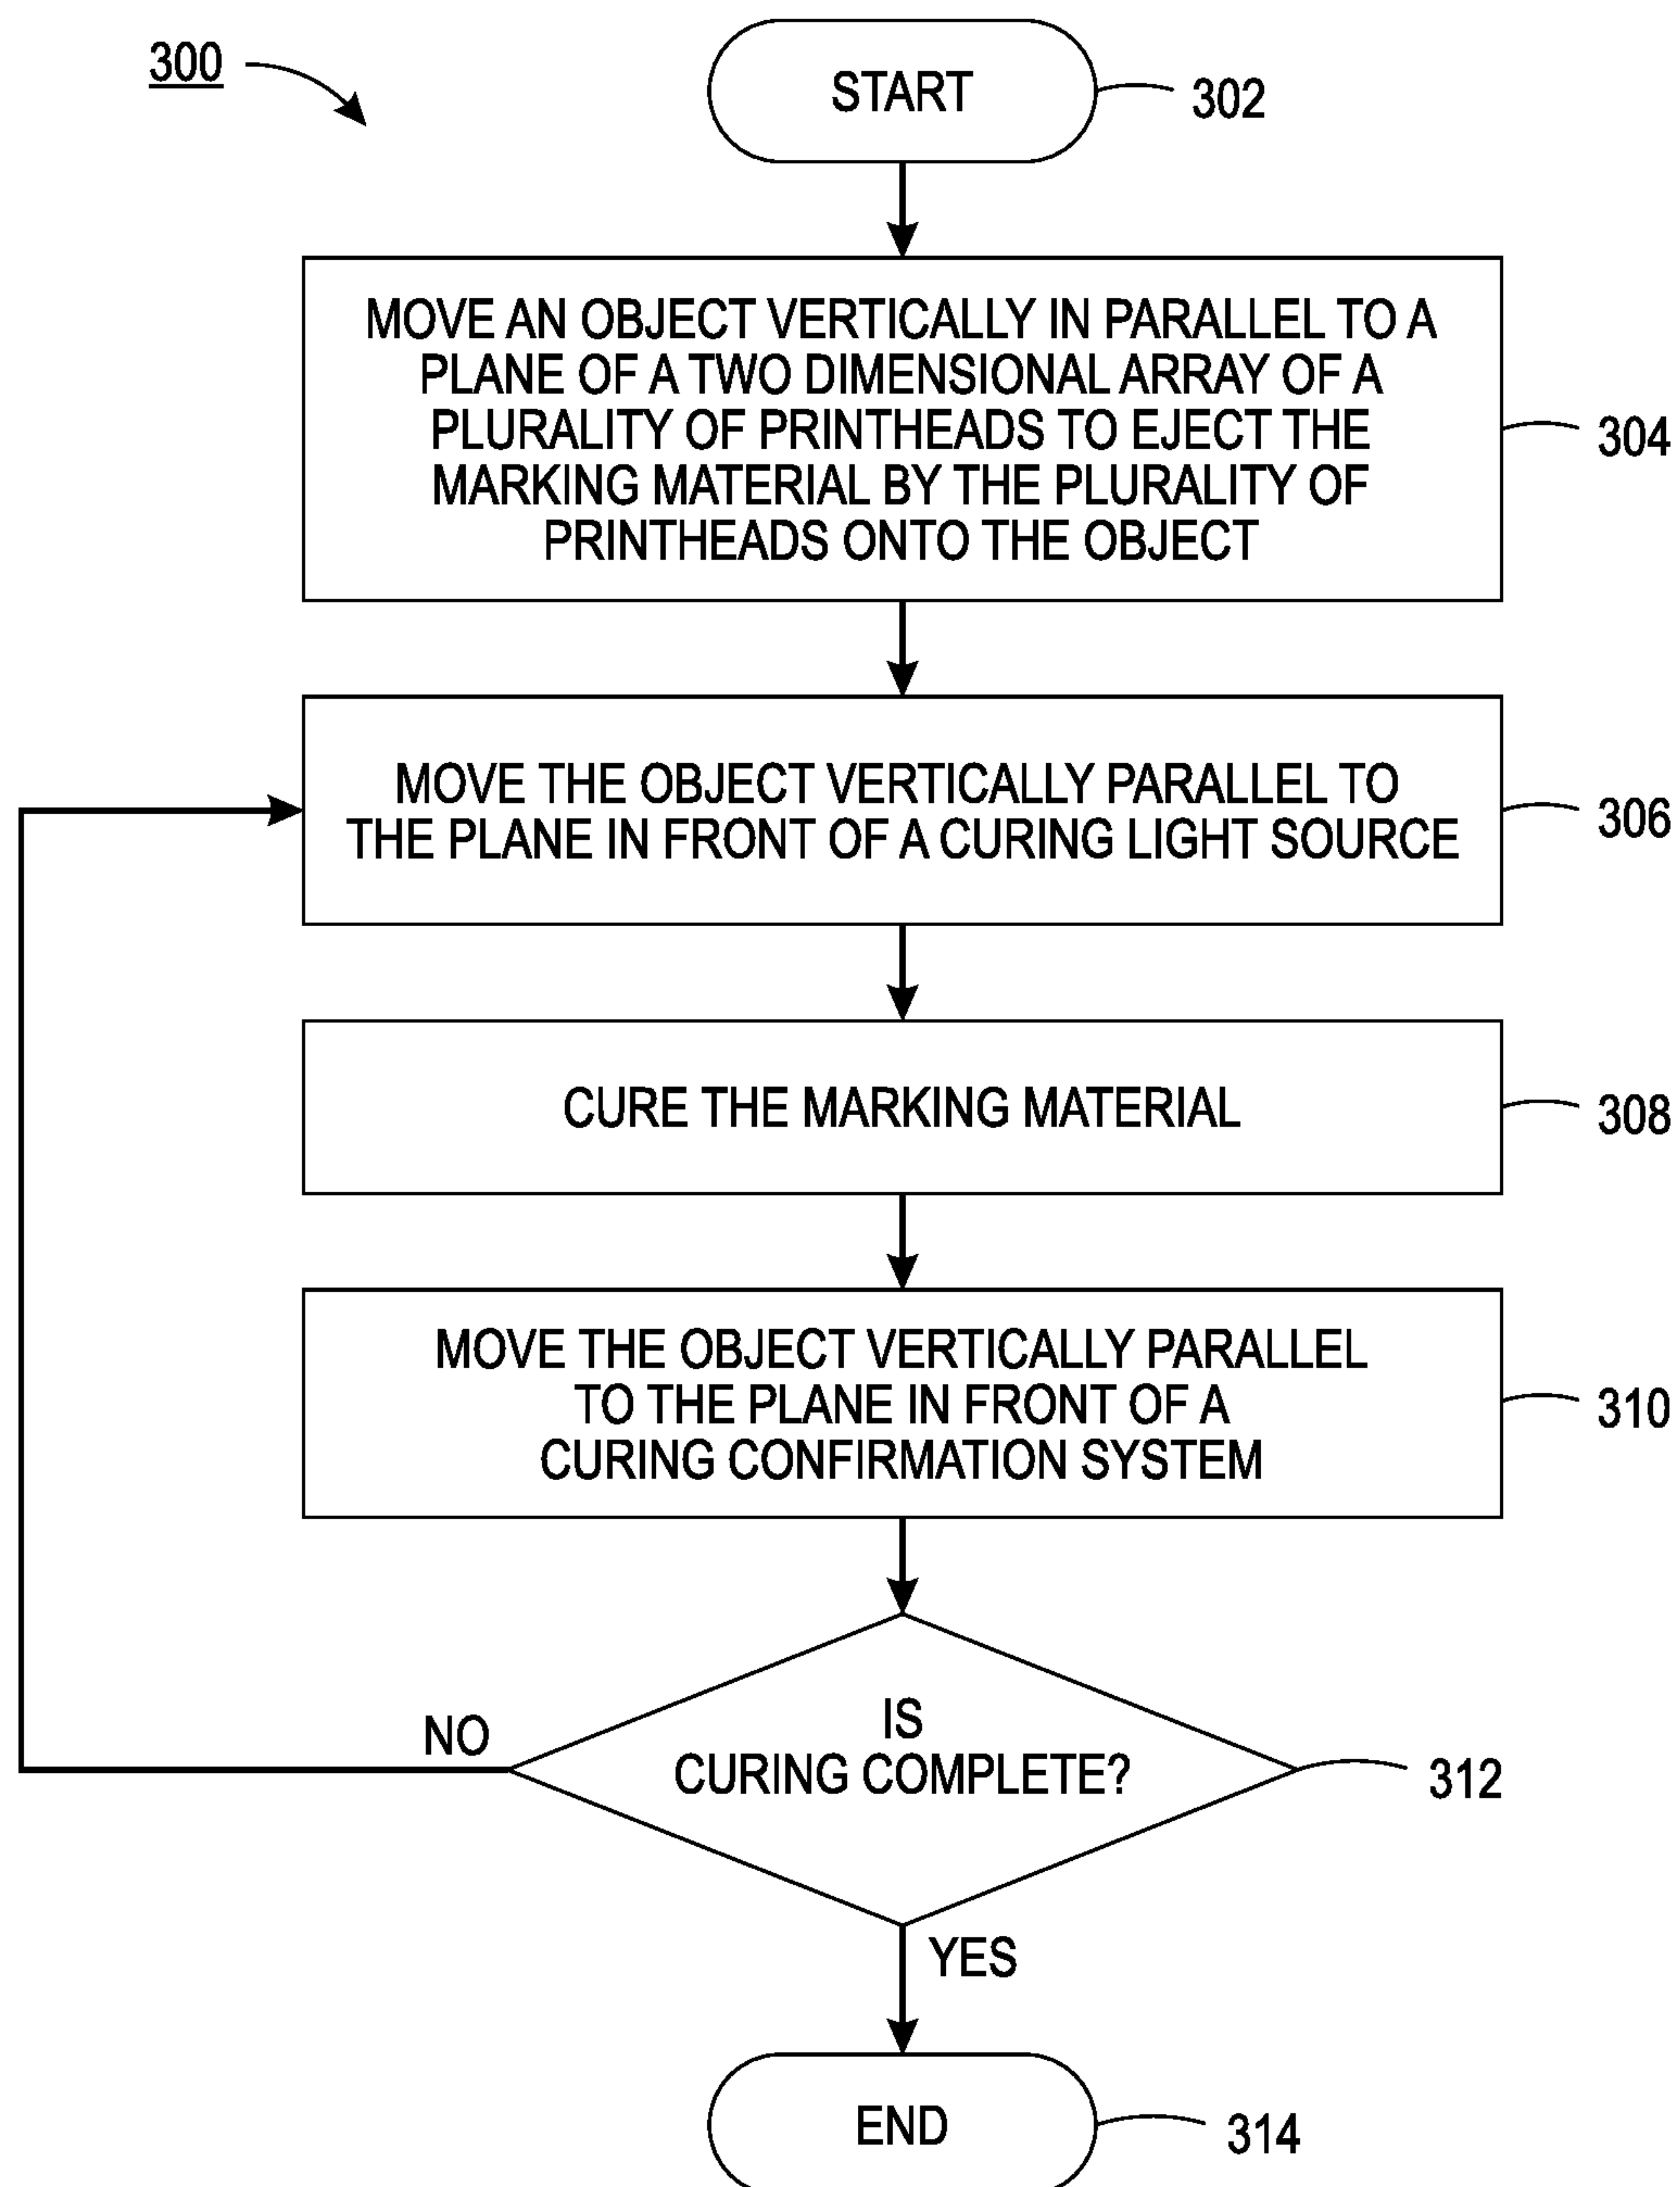 300
START
302
MOVE AN OBJECT VERTICALLY IN PARALLEL TO A
PLANE OF A TWO DIMENSIONAL ARRAY OF A
PLURALITY OF PRINTHEADS TO EJECT THE
MARKING MATERIAL BY THE PLURALITY OF
PRINTHEADS ONTO THE OBJECT
304
MOVE THE OBJECT VERTICALLY PARALLEL TO
THE PLANE IN FRONT OF A CURING LIGHT SOURCE
306
CURE THE MARKING MATERIAL
308
MOVE THE OBJECT VERTICALLY PARALLEL
TO THE PLANE IN FRONT OF A
CURING CONFIRMATION SYSTEM
310
IS
CURING COMPLETE?
312
NO
YES
END
314